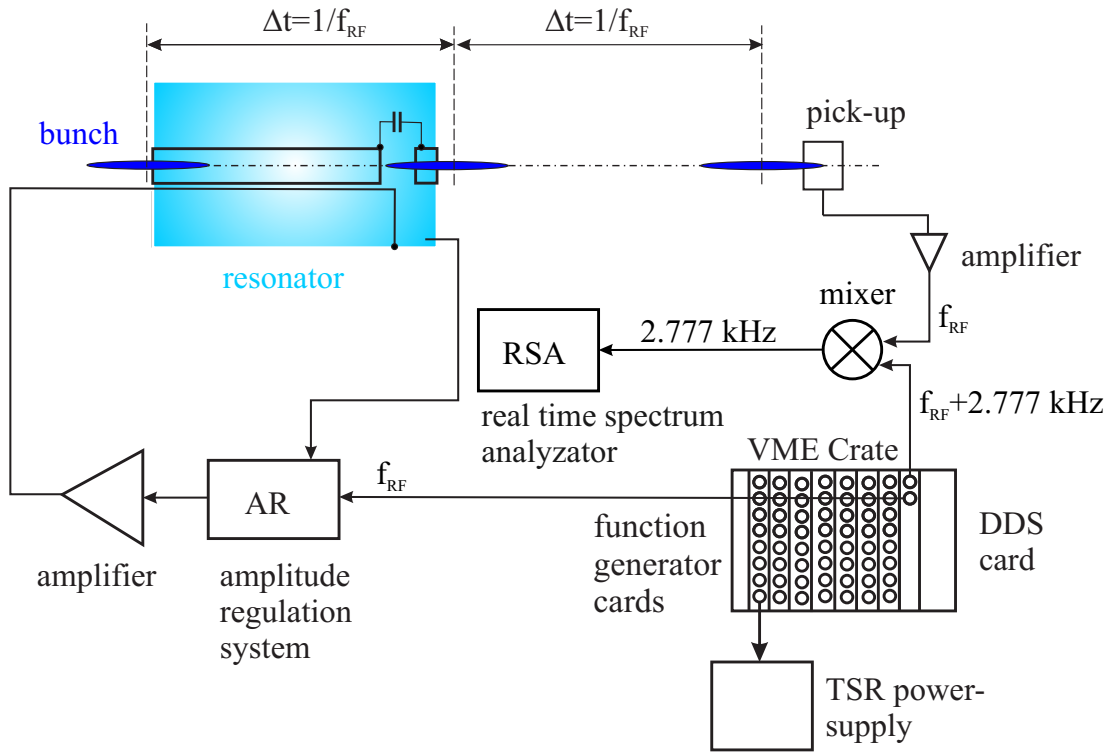 Δt=1/fRF
Δt=1/fRF
bunch
pick-up
resonator
amplifier
mixer
fRF
2.777 kHz
RSA
real time spectrum
analyzator
fRF+2.777 kHz
VME Crate
fRF
AR
function
generator
cards
DDS
card
amplifier
amplitude
regulation
system
TSR power-
supply